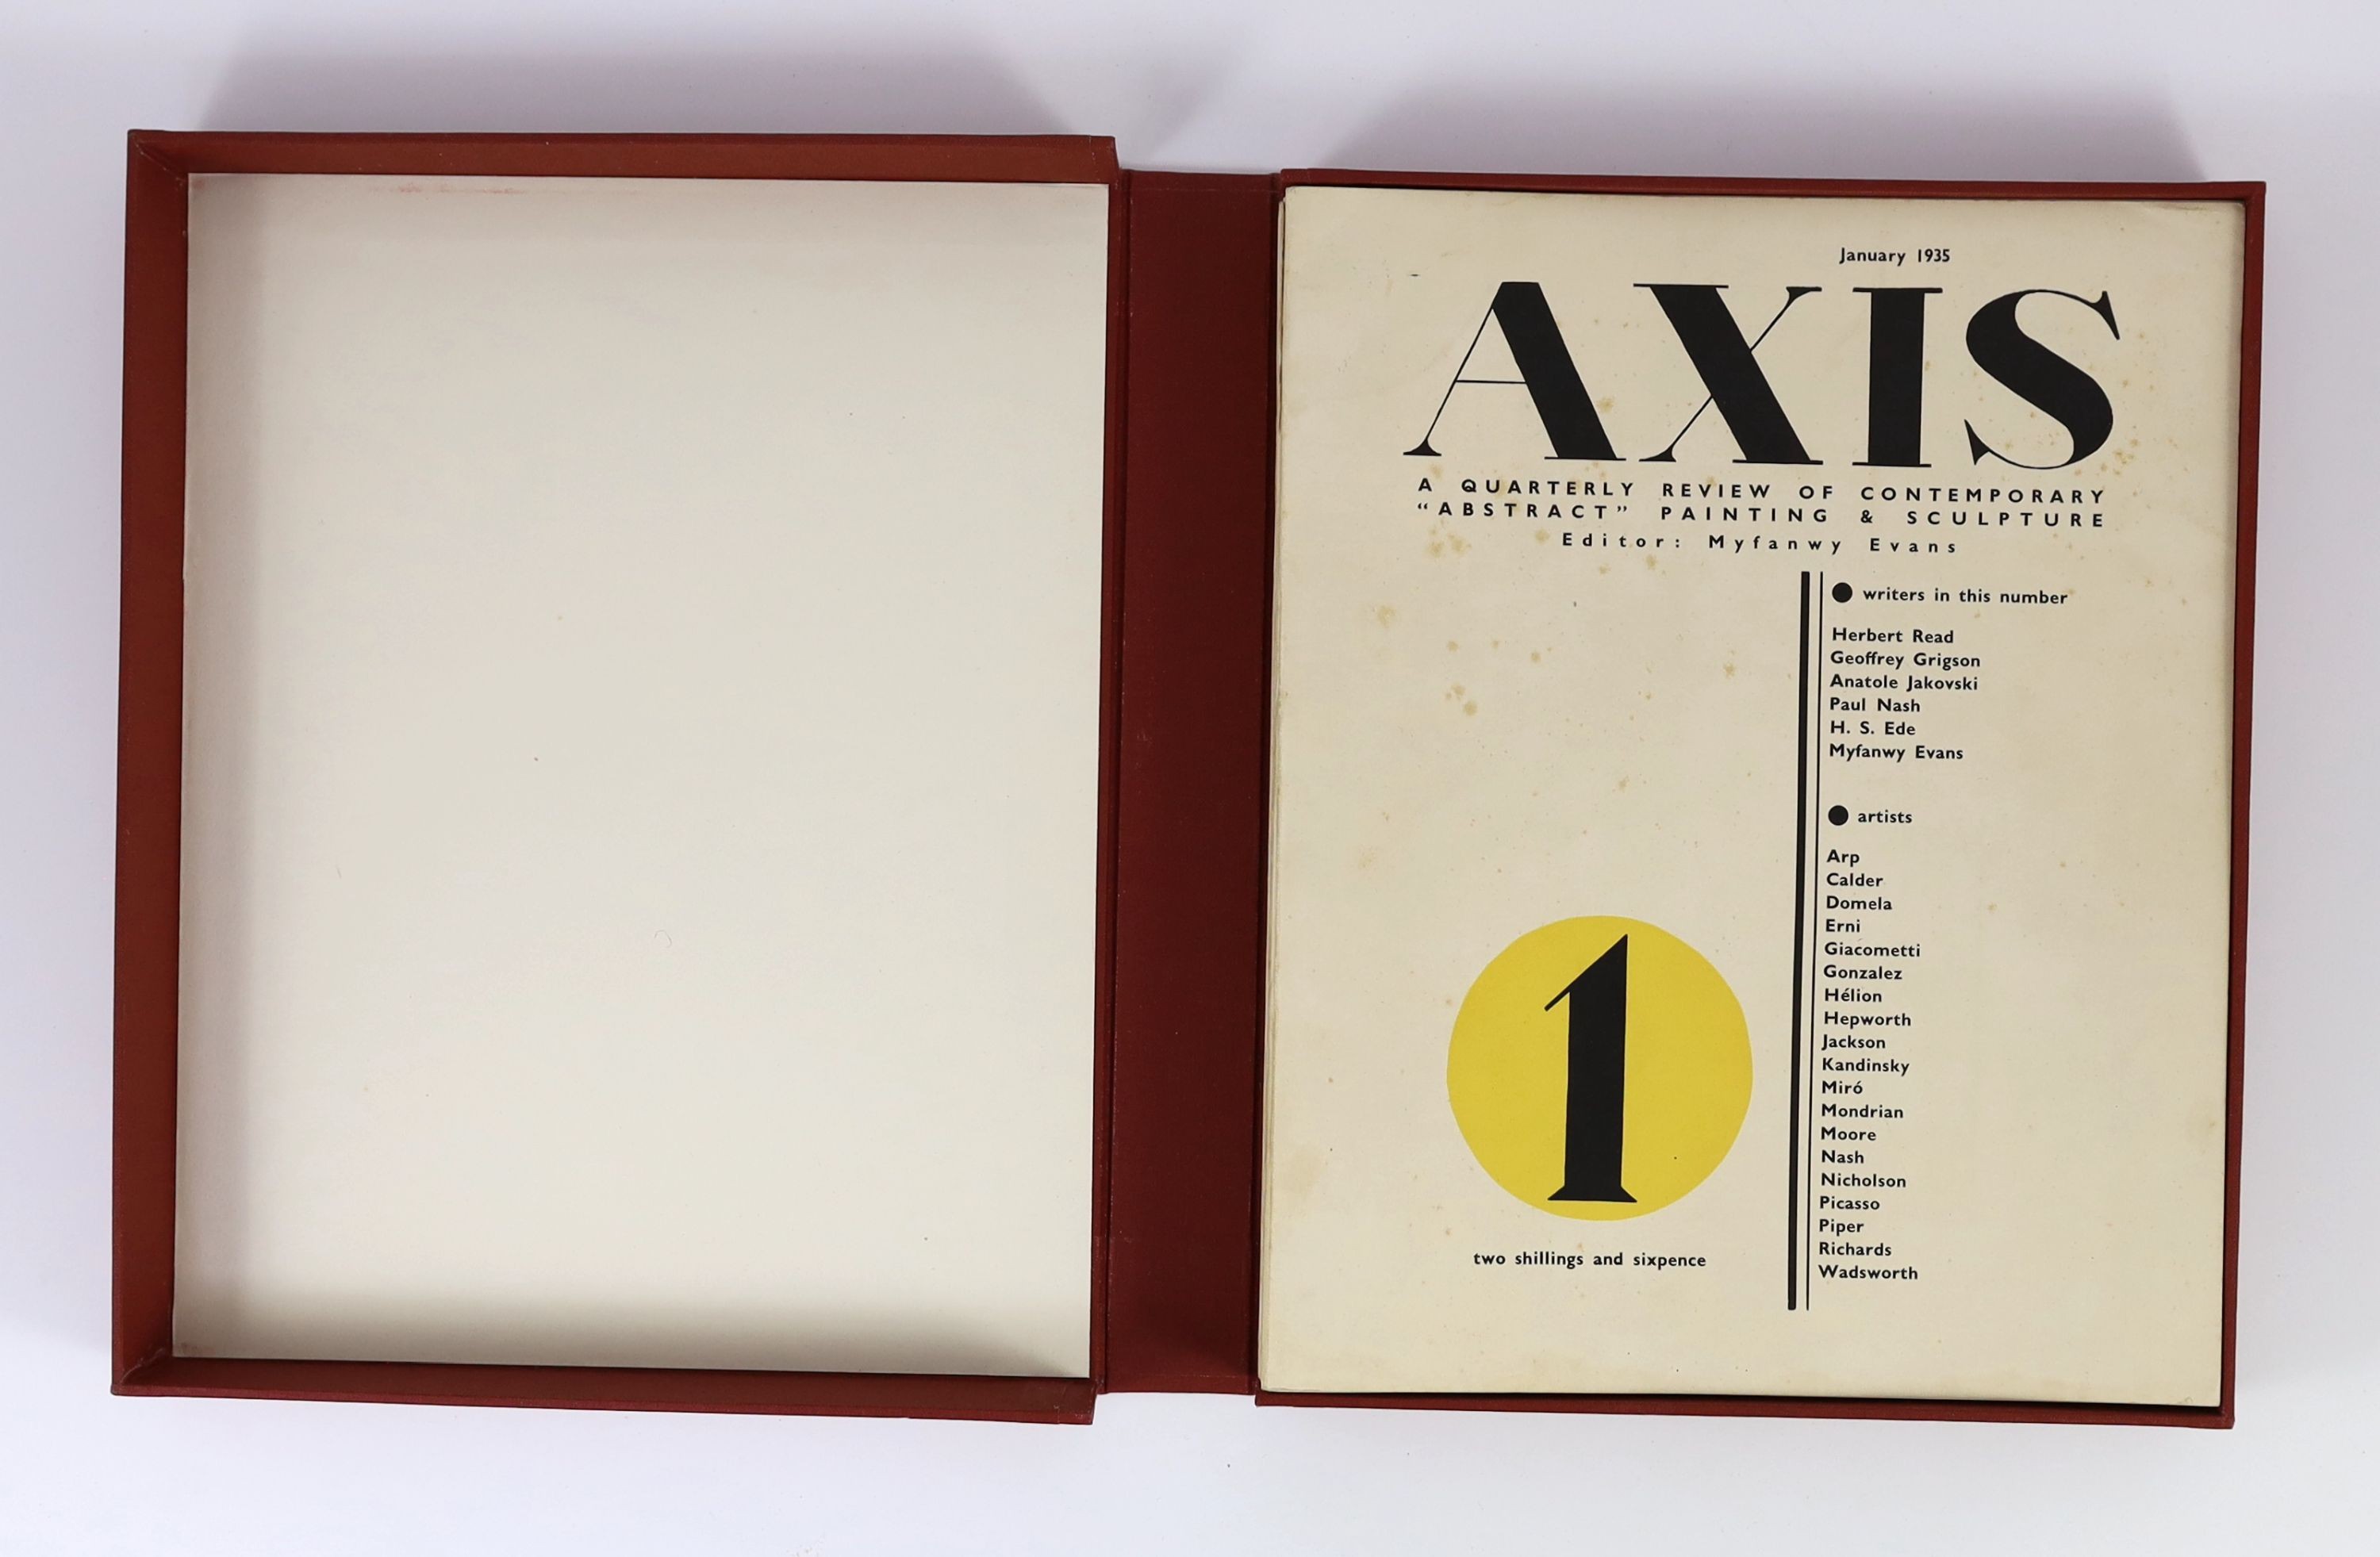 January 1935
AXIS
A QUARTERLY REVIEW OF CONTEMPORARY
“ABSTRACT” PAINTING & SCULPTURE
Editor: Myfanwy Evans
● writers in this number
Herbert Read
Geoffrey Grigson
Anatole Jakovski
Paul Nash
H. S. Ede
Myfanwy Evans
● artists
Arp
Calder
Domela
Erni
Giacometti
Gonzalez
Hélion
Hepworth
Jackson
Kandinsky
Miró
Mondrian
Moore
Nash
Nicholson
Picasso
Piper
Richards
Wadsworth
1
two shillings and sixpence